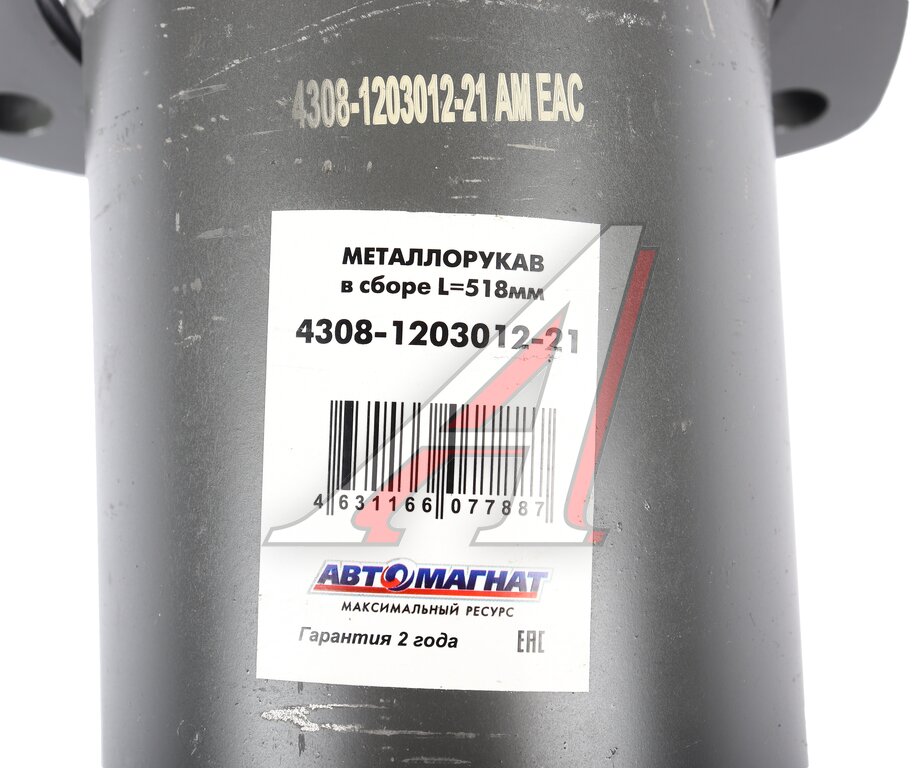 4308-1203012-21 АМ ЕАС
МЕТАЛЛОРУКАВ
в сборе L=518мм
4308-1203012-21
4 631166 077887
АВТОМАГНАТ
МАКСИМАЛЬНЫЙ РЕСУРС
Гарантия 2 года EAC